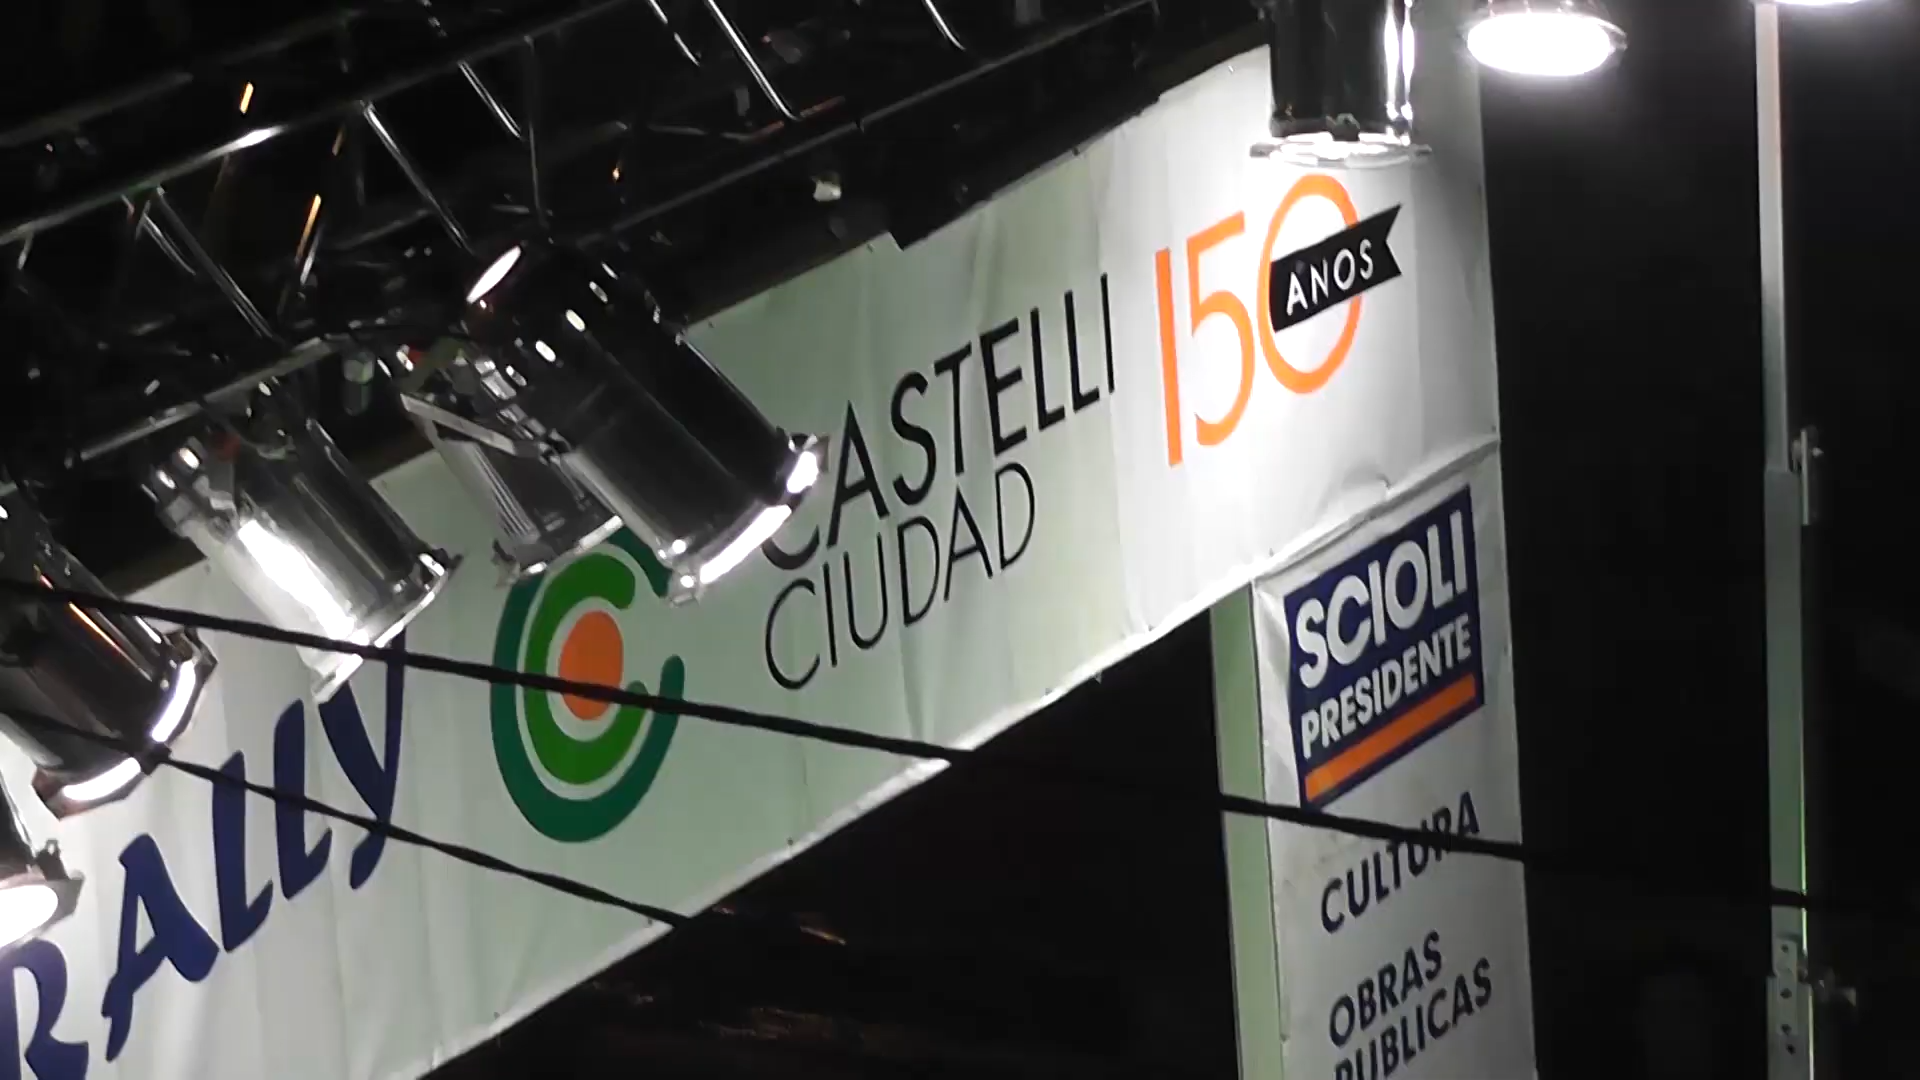 RALLY
CASTELLI
CIUDAD
150
AÑOS
SCIOLI
PRESIDENTE
CULTURA
OBRAS
PUBLICAS